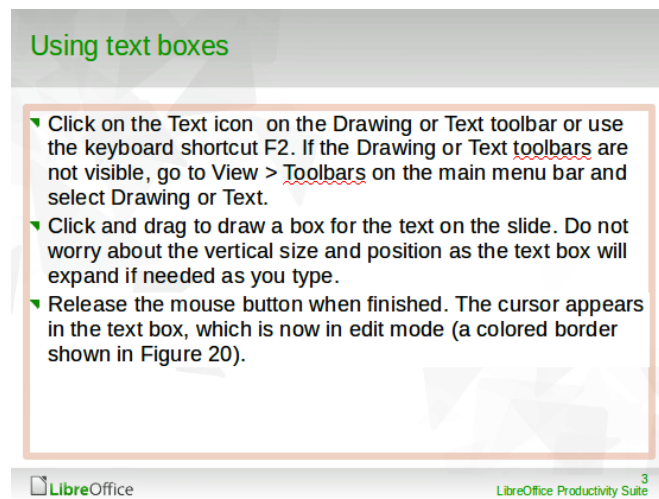 Using text boxes
Click on the Text icon  on the Drawing or Text toolbar or use
the keyboard shortcut F2. If the Drawing or Text toolbars are
not visible, go to View > Toolbars on the main menu bar and
select Drawing or Text.
Click and drag to draw a box for the text on the slide. Do not
worry about the vertical size and position as the text box will
expand if needed as you type.
Release the mouse button when finished. The cursor appears
in the text box, which is now in edit mode (a colored border
shown in Figure 20).
LibreOffice
3
LibreOffice Productivity Suite